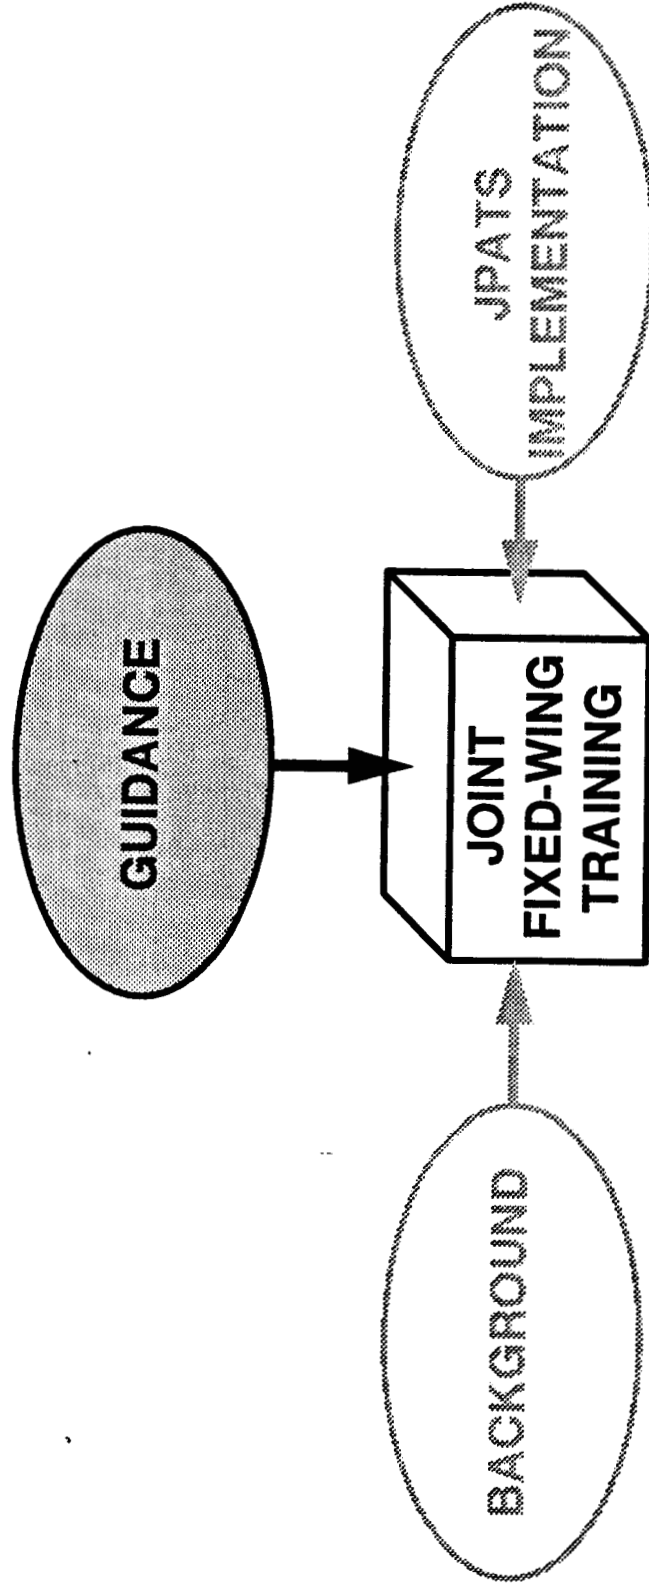 GUIDANCE
BACKGROUND
JOINT
FIXED-WING
TRAINING
JPATS
IMPLEMENTATION